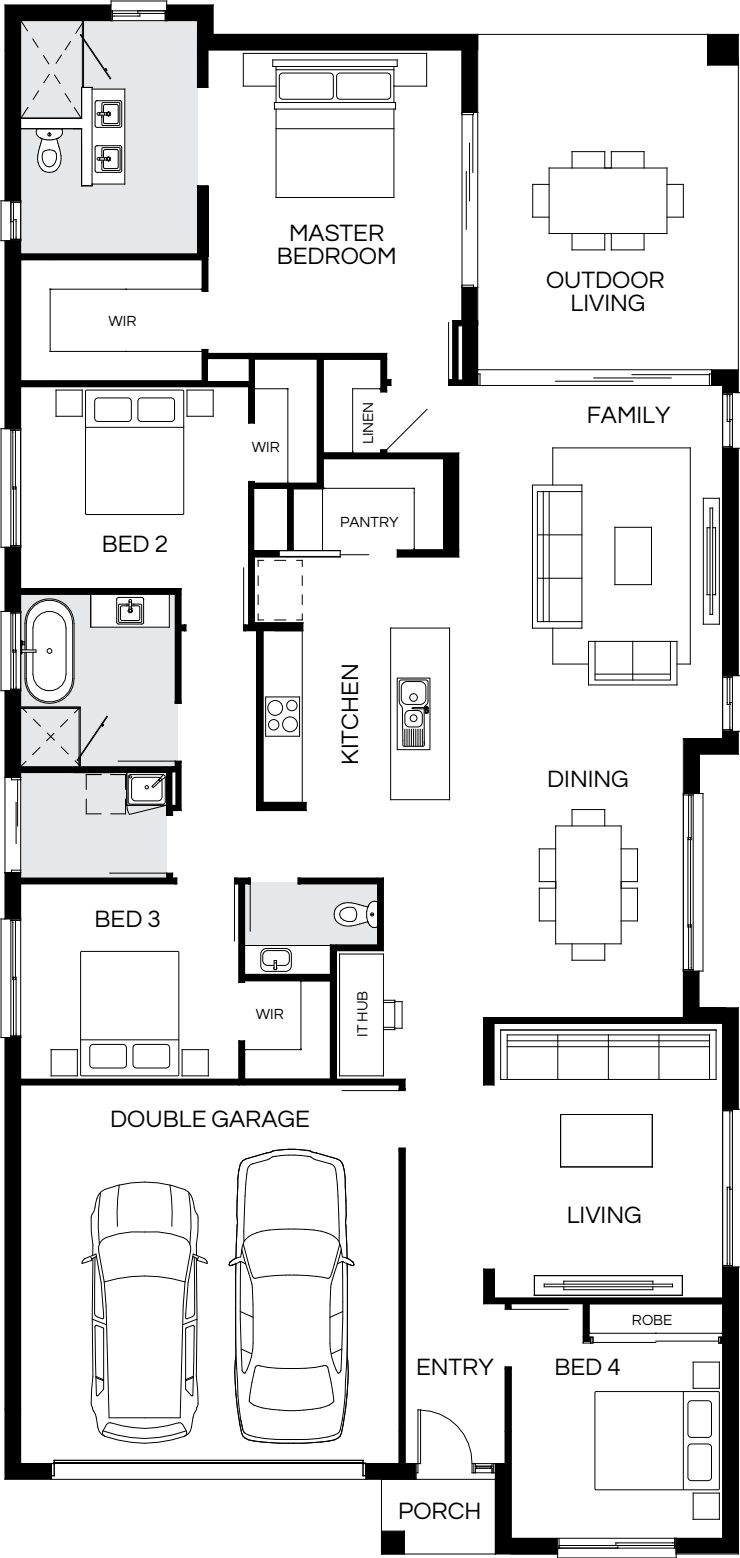 MASTER
BEDROOM
OUTDOOR
LIVING
WIR
FAMILY
LINEN
WIR
PANTRY
BED 2
KITCHEN
DINING
BED 3
WIR
IT HUB
DOUBLE GARAGE
LIVING
ROBE
ENTRY
BED 4
PORCH